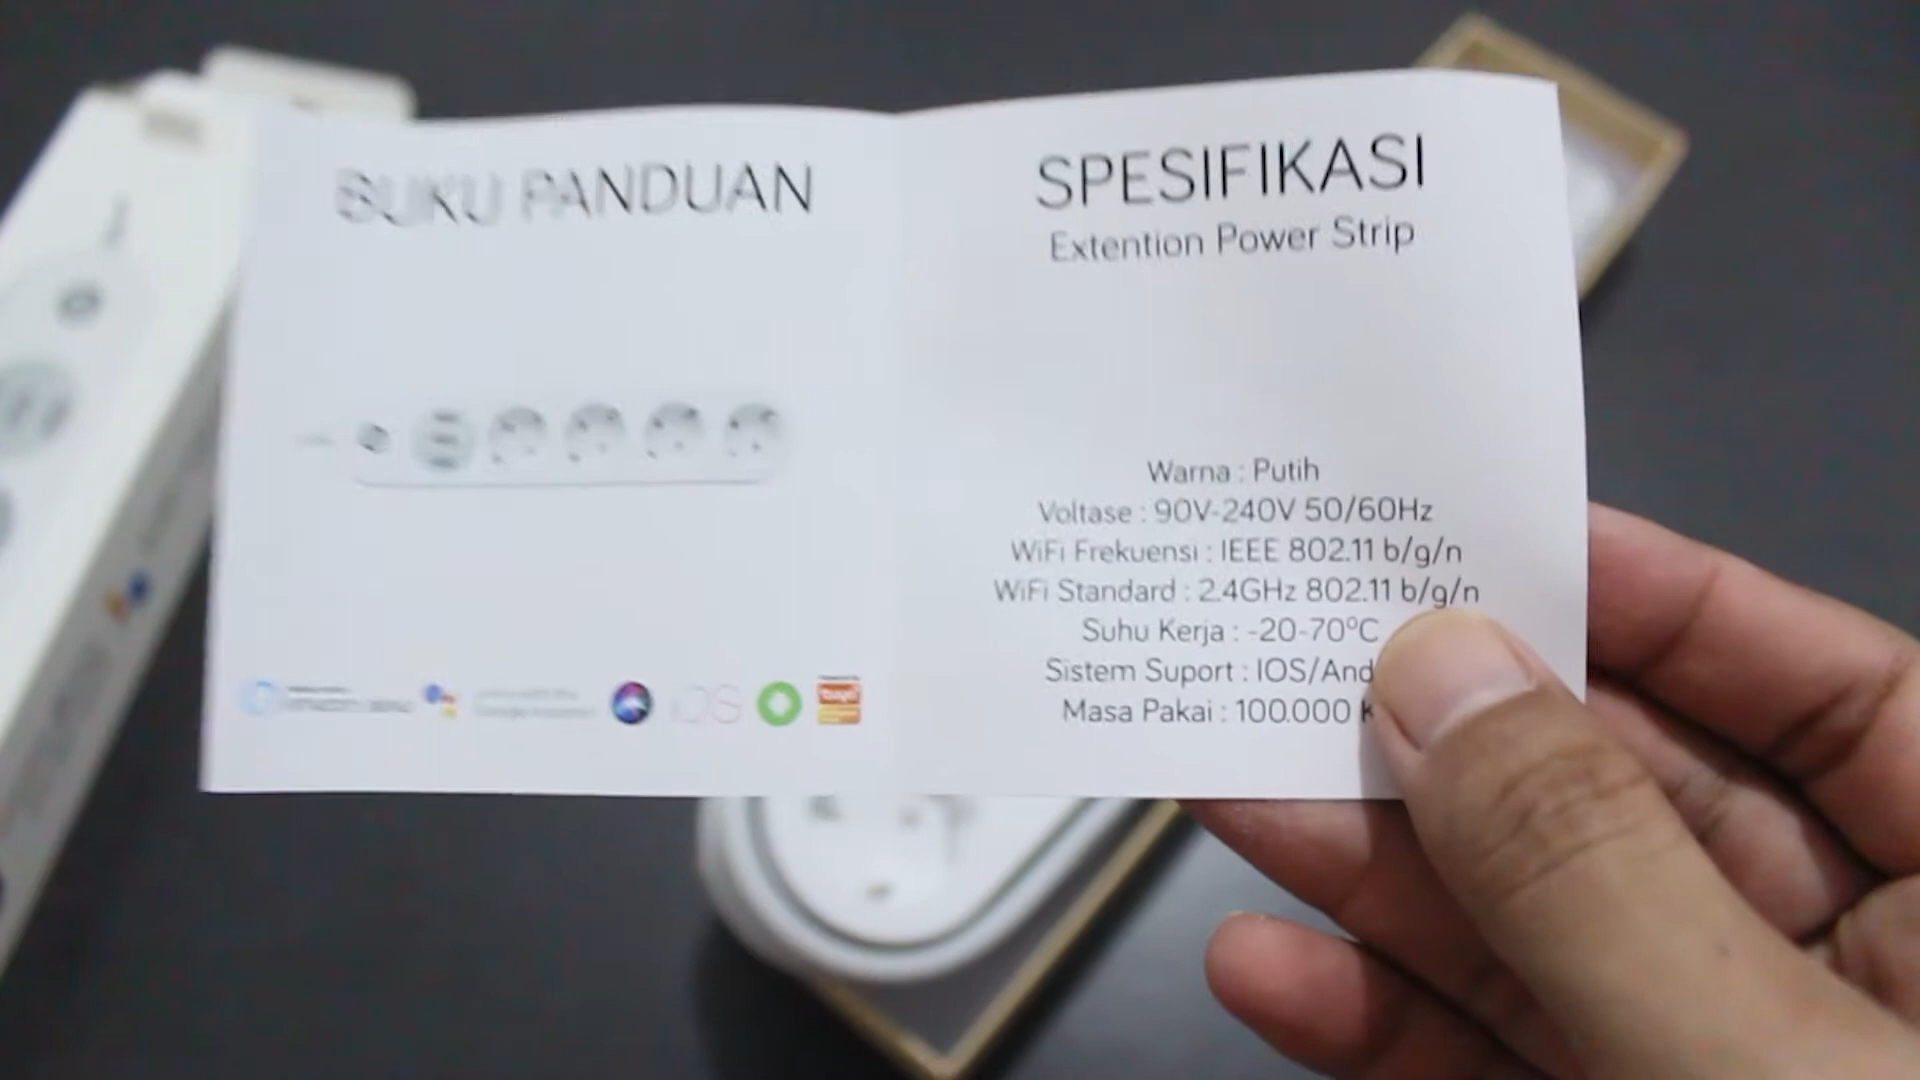 BUKU PANDUAN
iOS
tuya
SPESIFIKASI
Extention Power Strip
Warna : Putih
Voltase : 90V-240V 50/60Hz
WiFi Frekuensi : IEEE 802.11 b/g/n
WiFi Standard : 2.4GHz 802.11 b/g/n
Suhu Kerja : -20-70°C
Sistem Suport : IOS/And
Masa Pakai : 100.000